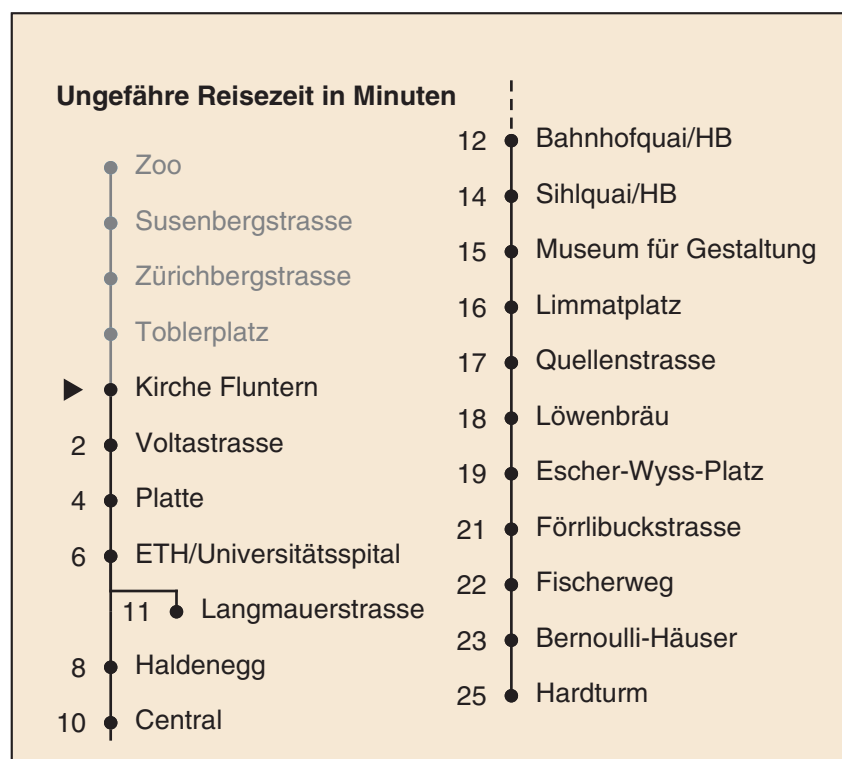 Ungefähre Reisezeit in Minuten
Zoo
Susenbergstrasse
Zürichbergstrasse
Toblerplatz
Kirche Fluntern
2 Voltastrasse
4 Platte
6 ETH/Universitätsspital
11 Langmauerstrasse
8 Haldenegg
10 Central
12 Bahnhofquai/HB
14 Sihlquai/HB
15 Museum für Gestaltung
16 Limmatplatz
17 Quellenstrasse
18 Löwenbräu
19 Escher-Wyss-Platz
21 Förrlibuckstrasse
22 Fischerweg
23 Bernoulli-Häuser
25 Hardturm